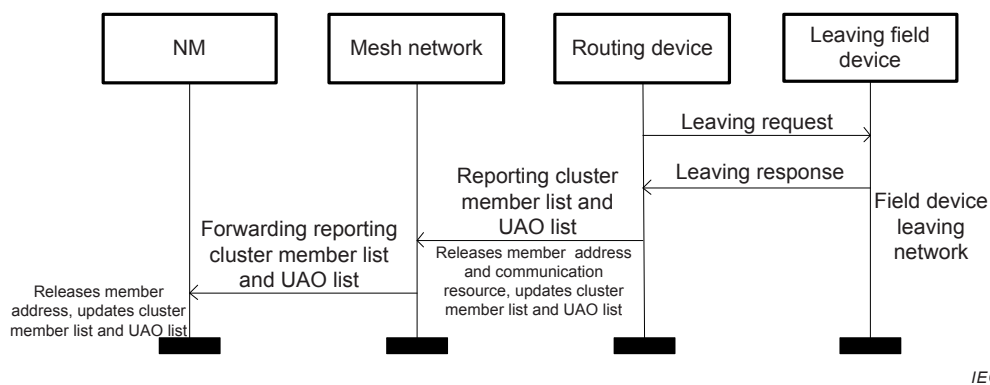 NM
Mesh network
Routing device
Leaving field
device
Leaving request
Leaving response
Reporting cluster
member list and
UAO list
Field device
leaving
network
Forwarding reporting
cluster member list
and UAO list
Releases member address
and communication
resource, updates cluster
member list and UAO list
Releases member
address, updates cluster
member list and UAO list